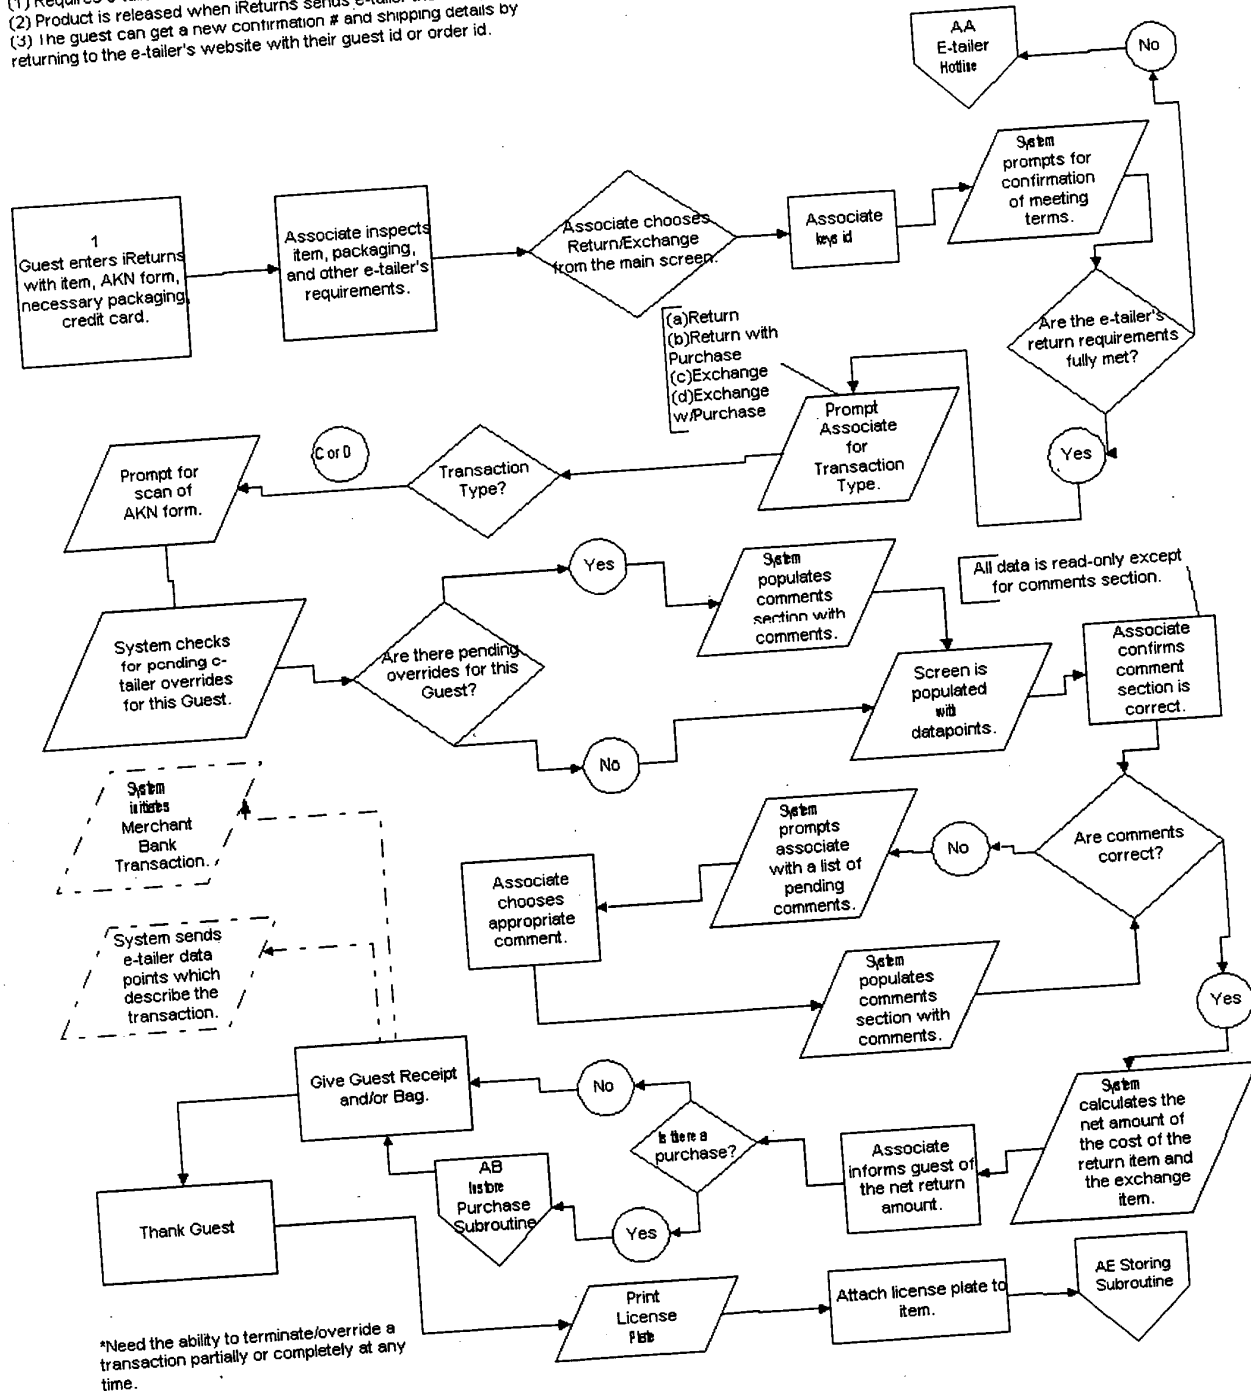 (1) Requires
(2) Product is released when iReturns sends e-tailer
(3) The guest can get a new confirmation # and shipping details by
returning to the e-tailer's website with their guest id or order id.
AA
E-tailer
Hotline
No
1
Guest enters iReturns
with item, AKN form,
necessary packaging,
credit card.
Associate inspects
item, packaging,
and other e-tailer's
requirements.
Associate chooses
Return/Exchange
from the main screen.
Associate
keys id
System
prompts for
confirmation
of meeting
terms.
Are the e-tailer's
return requirements
fully met?
Yes
(a)Return
(b)Return with
Purchase
(c)Exchange
(d)Exchange
w/Purchase
Prompt
Associate
for
Transaction
Type.
Transaction
Type?
C or D
Prompt for
scan of
AKN form.
System checks
for pending e-
tailer overrides
for this Guest.
Are there pending
overrides for this
Guest?
Yes
No
System
populates
comments
section with
comments.
Screen is
populated
with
datapoints.
All data is read-only except
for comments section.
Associate
confirms
comment
section is
correct.
Are comments
correct?
No
System
prompts
associate
with a list of
pending
comments.
Associate
chooses
appropriate
comment.
System
populates
comments
section with
comments.
Yes
System
calculates the
net amount of
the cost of the
return item and
the exchange
item.
Associate
informs guest of
the net return
amount.
Is there a
purchase?
No
Yes
AB
Instore
Purchase
Subroutine
Give Guest Receipt
and/or Bag.
System
initiates
Merchant
Bank
Transaction.
System sends
e-tailer data
points which
describe the
transaction.
Thank Guest
Print
License
Plate
Attach license plate to
item.
AE Storing
Subroutine
*Need the ability to terminate/override a
transaction partially or completely at any
time.